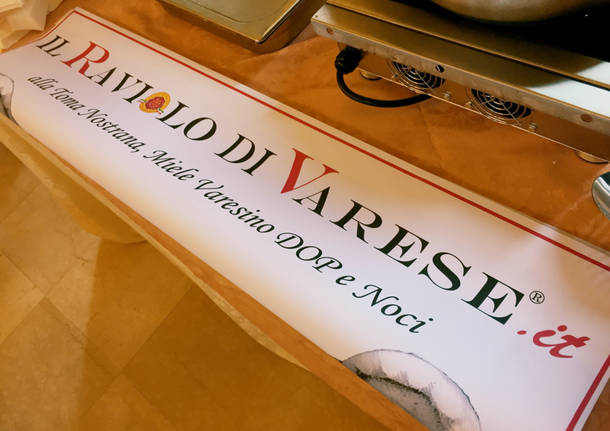 IL RAVIOLO DI VARESE®.it
alla Toma Nostrana, Miele Varesino DOP e Noci